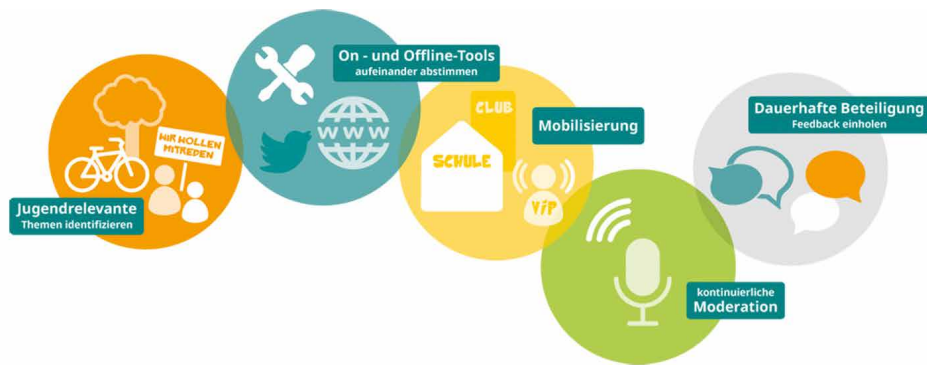 WIR WOLLEN
MITREDEN
Jugendrelevante
Themen identifizieren
On - und Offline-Tools
aufeinander abstimmen
WWW
CLUB
SCHULE
ViP
Mobilisierung
kontinuierliche
Moderation
Dauerhafte Beteiligung
Feedback einholen